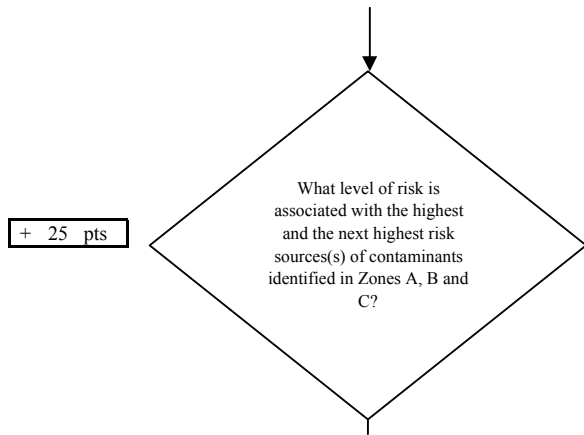 What level of risk is
associated with the highest
and the next highest risk
sources(s) of contaminants
identified in Zones A, B and
C?
+ 25 pts